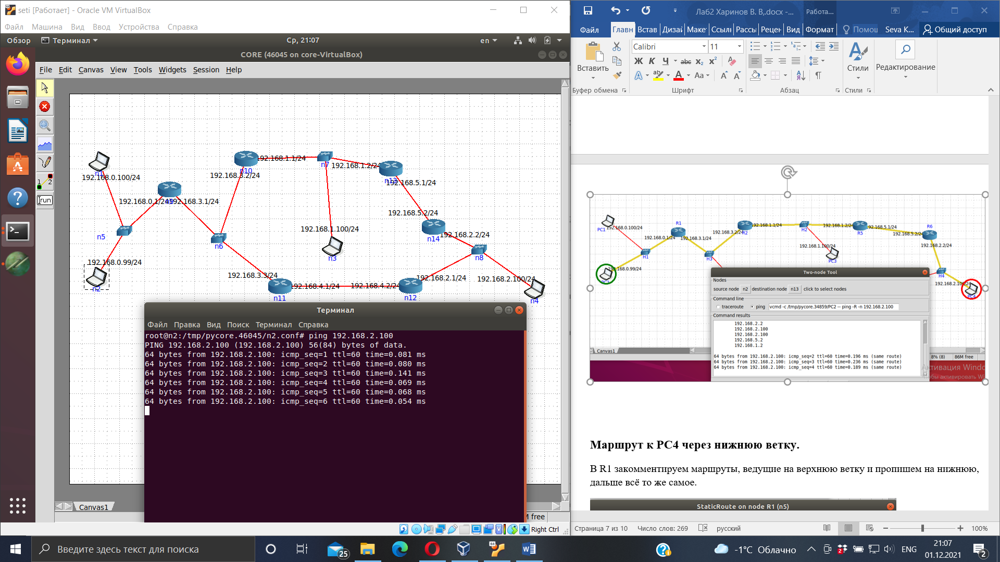 seti [Работает] - Oracle VM VirtualBox
Файл Машина Вид Ввод Устройства Справка
Обзор Терминал Ср, 21:07 en
CORE (46045 on core-VirtualBox)
File Edit Canvas View Tools Widgets Session Help
run
n1
192.168.0.100/24
n10
192.168.1.1/24
192.168.3.2/24
n7
192.168.1.2/24
n13
192.168.5.1/24
192.168.0.1/24
n9
192.168.3.1/24
192.168.5.2/24
n5
n6
192.168.1.100/24
n3
n14
192.168.2.2/24
n8
192.168.0.99/24
n2
192.168.3.3/24
n11
192.168.4.1/24
192.168.4.2/24
n12
192.168.2.1/24
192.168.2.100/24
n4
Терминал
Файл Правка Вид Поиск Терминал Справка
root@n2:/tmp/pycore.46045/n2.conf# ping 192.168.2.100
PING 192.168.2.100 (192.168.2.100) 56(84) bytes of data.
64 bytes from 192.168.2.100: icmp_seq=1 ttl=60 time=0.081 ms
64 bytes from 192.168.2.100: icmp_seq=2 ttl=60 time=0.080 ms
64 bytes from 192.168.2.100: icmp_seq=3 ttl=60 time=0.141 ms
64 bytes from 192.168.2.100: icmp_seq=4 ttl=60 time=0.069 ms
64 bytes from 192.168.2.100: icmp_seq=5 ttl=60 time=0.068 ms
64 bytes from 192.168.2.100: icmp_seq=6 ttl=60 time=0.054 ms
Canvas1
M free
Right Ctrl
Лаб2 Харинов В. В,.docx -... Работа...
Файл Главн Встав Дизай Макет Ссылк Рассы Рецен Вид Формат Помощ Seva K... Общий доступ
Вставить
Calibri 11
Ж К Ч abc x₂ x²
Aa
Стили
Редактирование
Буфер обмена Шрифт Абзац Стили
PC1
192.168.0.100/24
R1
192.168.0.1/24
192.168.3.1/24
H1
H3
192.168.3.2/24
R2
192.168.1.1/24
H2
192.168.1.2/24
R5
192.168.5.1/24
192.168.5.2/24
R6
192.168.2.2/24
192.168.1.100/24
PC3
192.168.0.99/24
H4
192.168.2.100/24
PC4
Two-node Tool
Nodes
source node n2 destination node n13 click to select nodes
Command line
traceroute ping vcmd -c /tmp/pycore.34859/PC2 -- ping -R -n 192.168.2.100
Command results
192.168.2.2
192.168.2.100
192.168.2.100
192.168.5.2
192.168.1.2
64 bytes from 192.168.2.100: icmp_seq=2 ttl=60 time=0.196 ms (same route)
64 bytes from 192.168.2.100: icmp_seq=3 ttl=60 time=0.236 ms (same route)
64 bytes from 192.168.2.100: icmp_seq=4 ttl=60 time=0.189 ms (same route)
Canvas1
8% (8) 86M free
Активация Windo
обы активировать Wi
Маршрут к PC4 через нижнюю ветку.
В R1 закомментируем маршруты, ведущие на верхнюю ветку и пропишем на нижнюю,
дальше всё то же самое.
StaticRoute on node R1 (n5)
Страница 7 из 10 Число слов: 269 русский 100%
Введите здесь текст для поиска
25
-1°C Облачно
ENG
21:07
01.12.2021
2